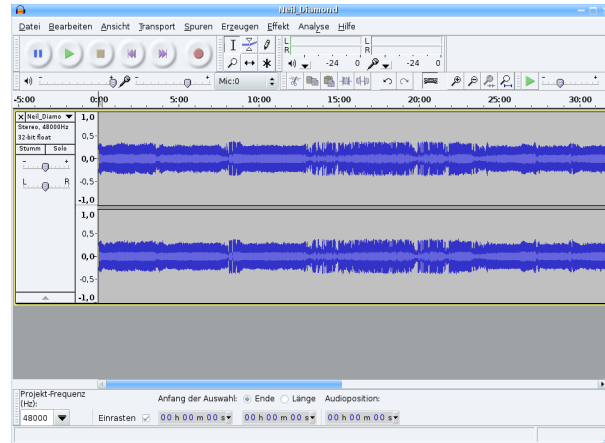 Neil_Diamond
Datei Bearbeiten Ansicht Transport Spuren Erzeugen Effekt Analyse Hilfe
L
R
-24 0
L
R
-24 0
Mic:0
-5:00 0:00 5:00 10:00 15:00 20:00 25:00 30:00
X Neil_Diamo
Stereo, 48000Hz
32-bit float
Stumm Solo
- +
L R
1,0
0,5-
0,0-
-0,5-
-1,0
1,0
0,5-
0,0-
-0,5-
-1,0
Projekt-Frequenz
(Hz):
Anfang der Auswahl: Ende Länge Audioposition:
48000 Einrasten 00 h 00 m 00 s 00 h 00 m 00 s 00 h 00 m 00 s